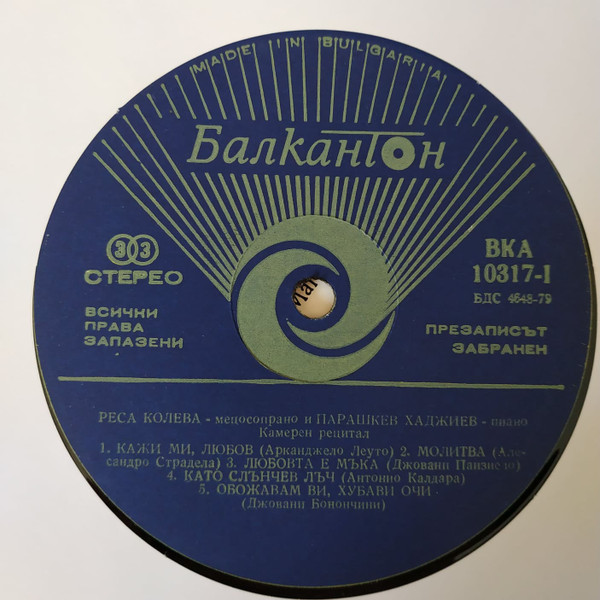 MADE IN BULGARIA
Балкантон
33
СТЕРЕО
ВСИЧКИ
ПРАВА
ЗАПАЗЕНИ
ВКА
10317-I
БДС 4648-79
ПРЕЗАПИСЪТ
ЗАБРАНЕН
РЕСА КОЛЕВА - мецосопрано и ПАРАШКЕВ ХАДЖИЕВ - пиано
Камерен рецитал
1. КАЖИ МИ, ЛЮБОВ (Арканджело Леуто) 2. МОЛИТВА (Але-
сандро Страдела) 3. ЛЮБОВТА Е МЪКА (Джовани Паизиело)
4. КАТО СЛЪНЧЕВ ЛЪЧ (Антонио Калдара)
5. ОБОЖАВАМ ВИ, ХУБАВИ ОЧИ -
(Джовани Бонончини)